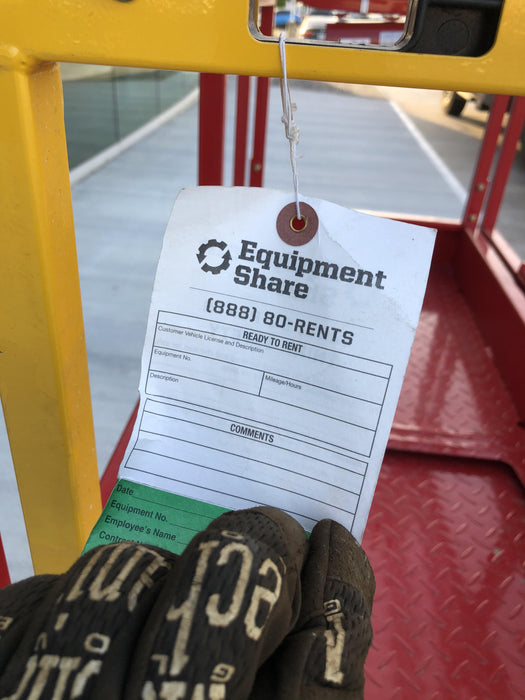 Equipment
Share
(888) 80-RENTS
READY TO RENT
Customer Vehicle License and Description
Equipment No.
Mileage/Hours
Description
COMMENTS
Date
Equipment No.
Employee's Name